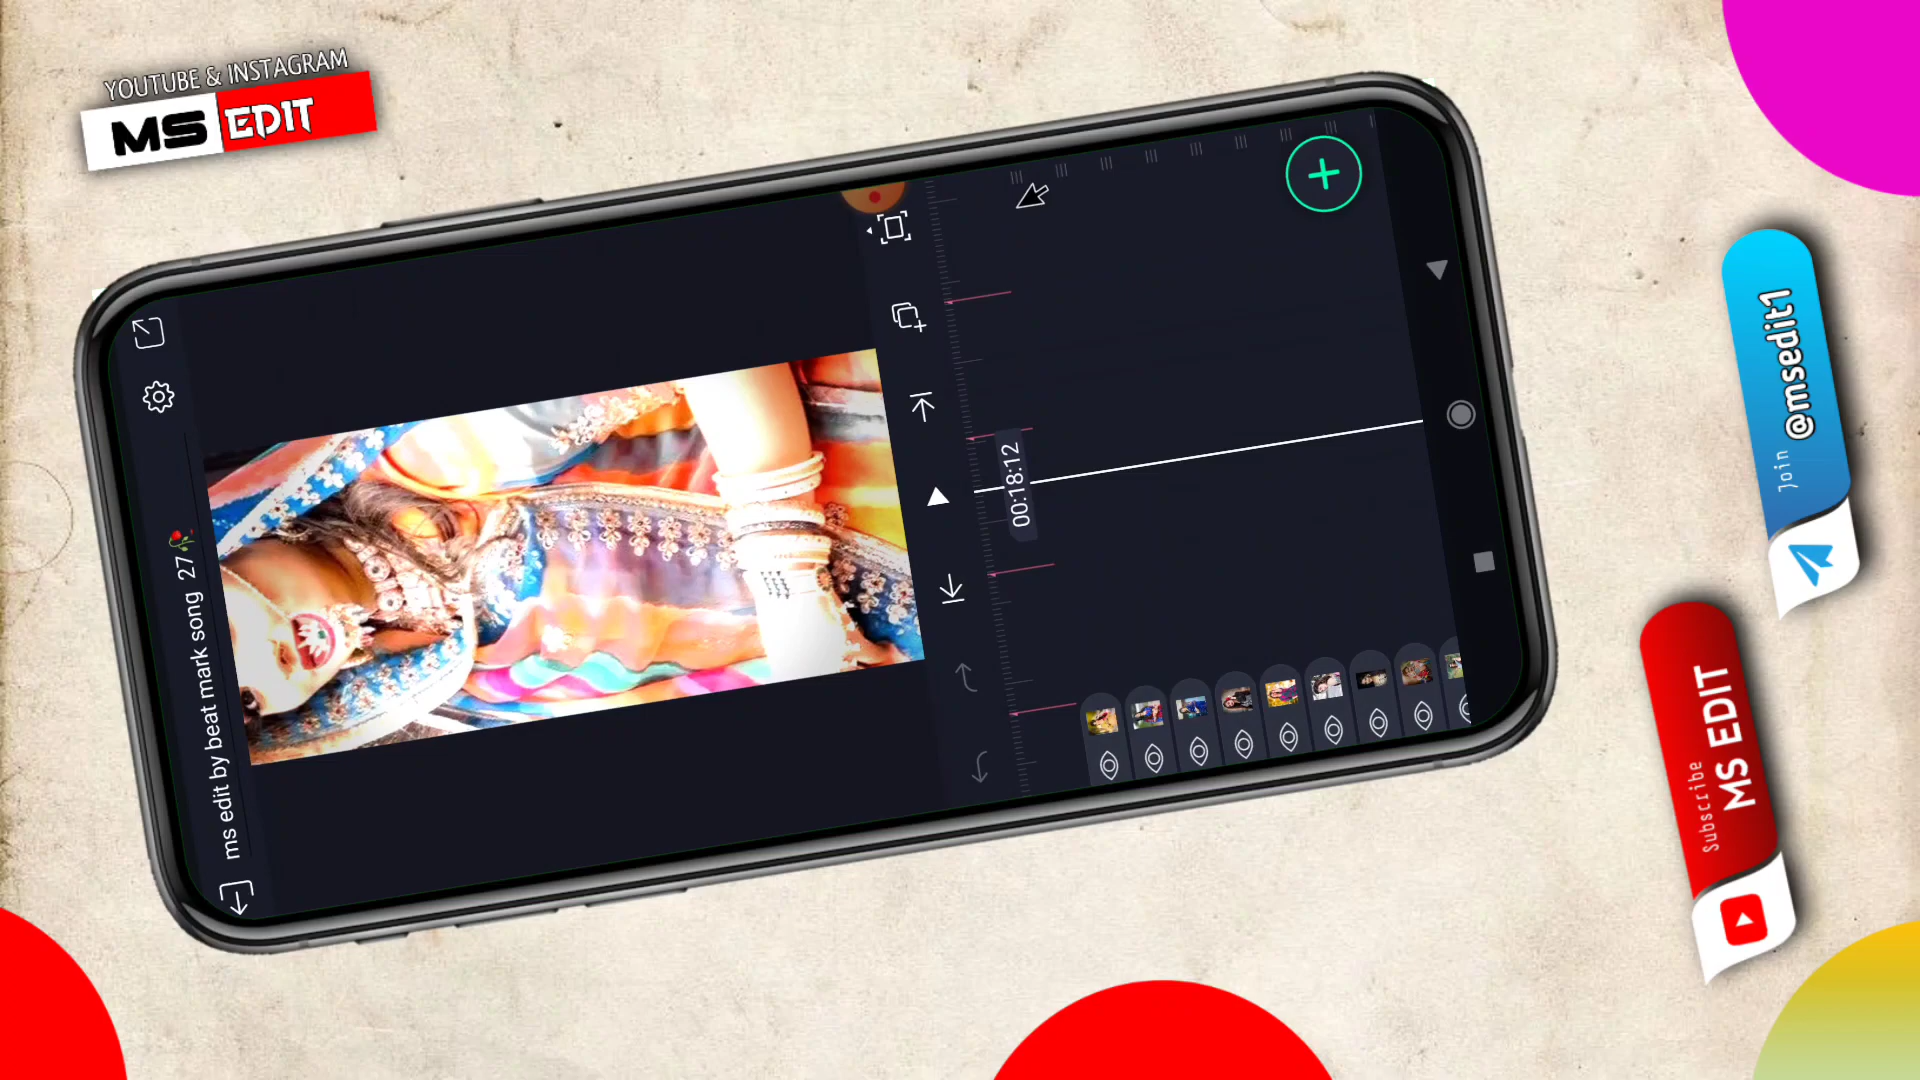 YOUTUBE & INSTAGRAM
MS EDIT
ms edit by beat mark song 27🥀
00:18:12
Join @msedit1
Subscribe
MS EDIT